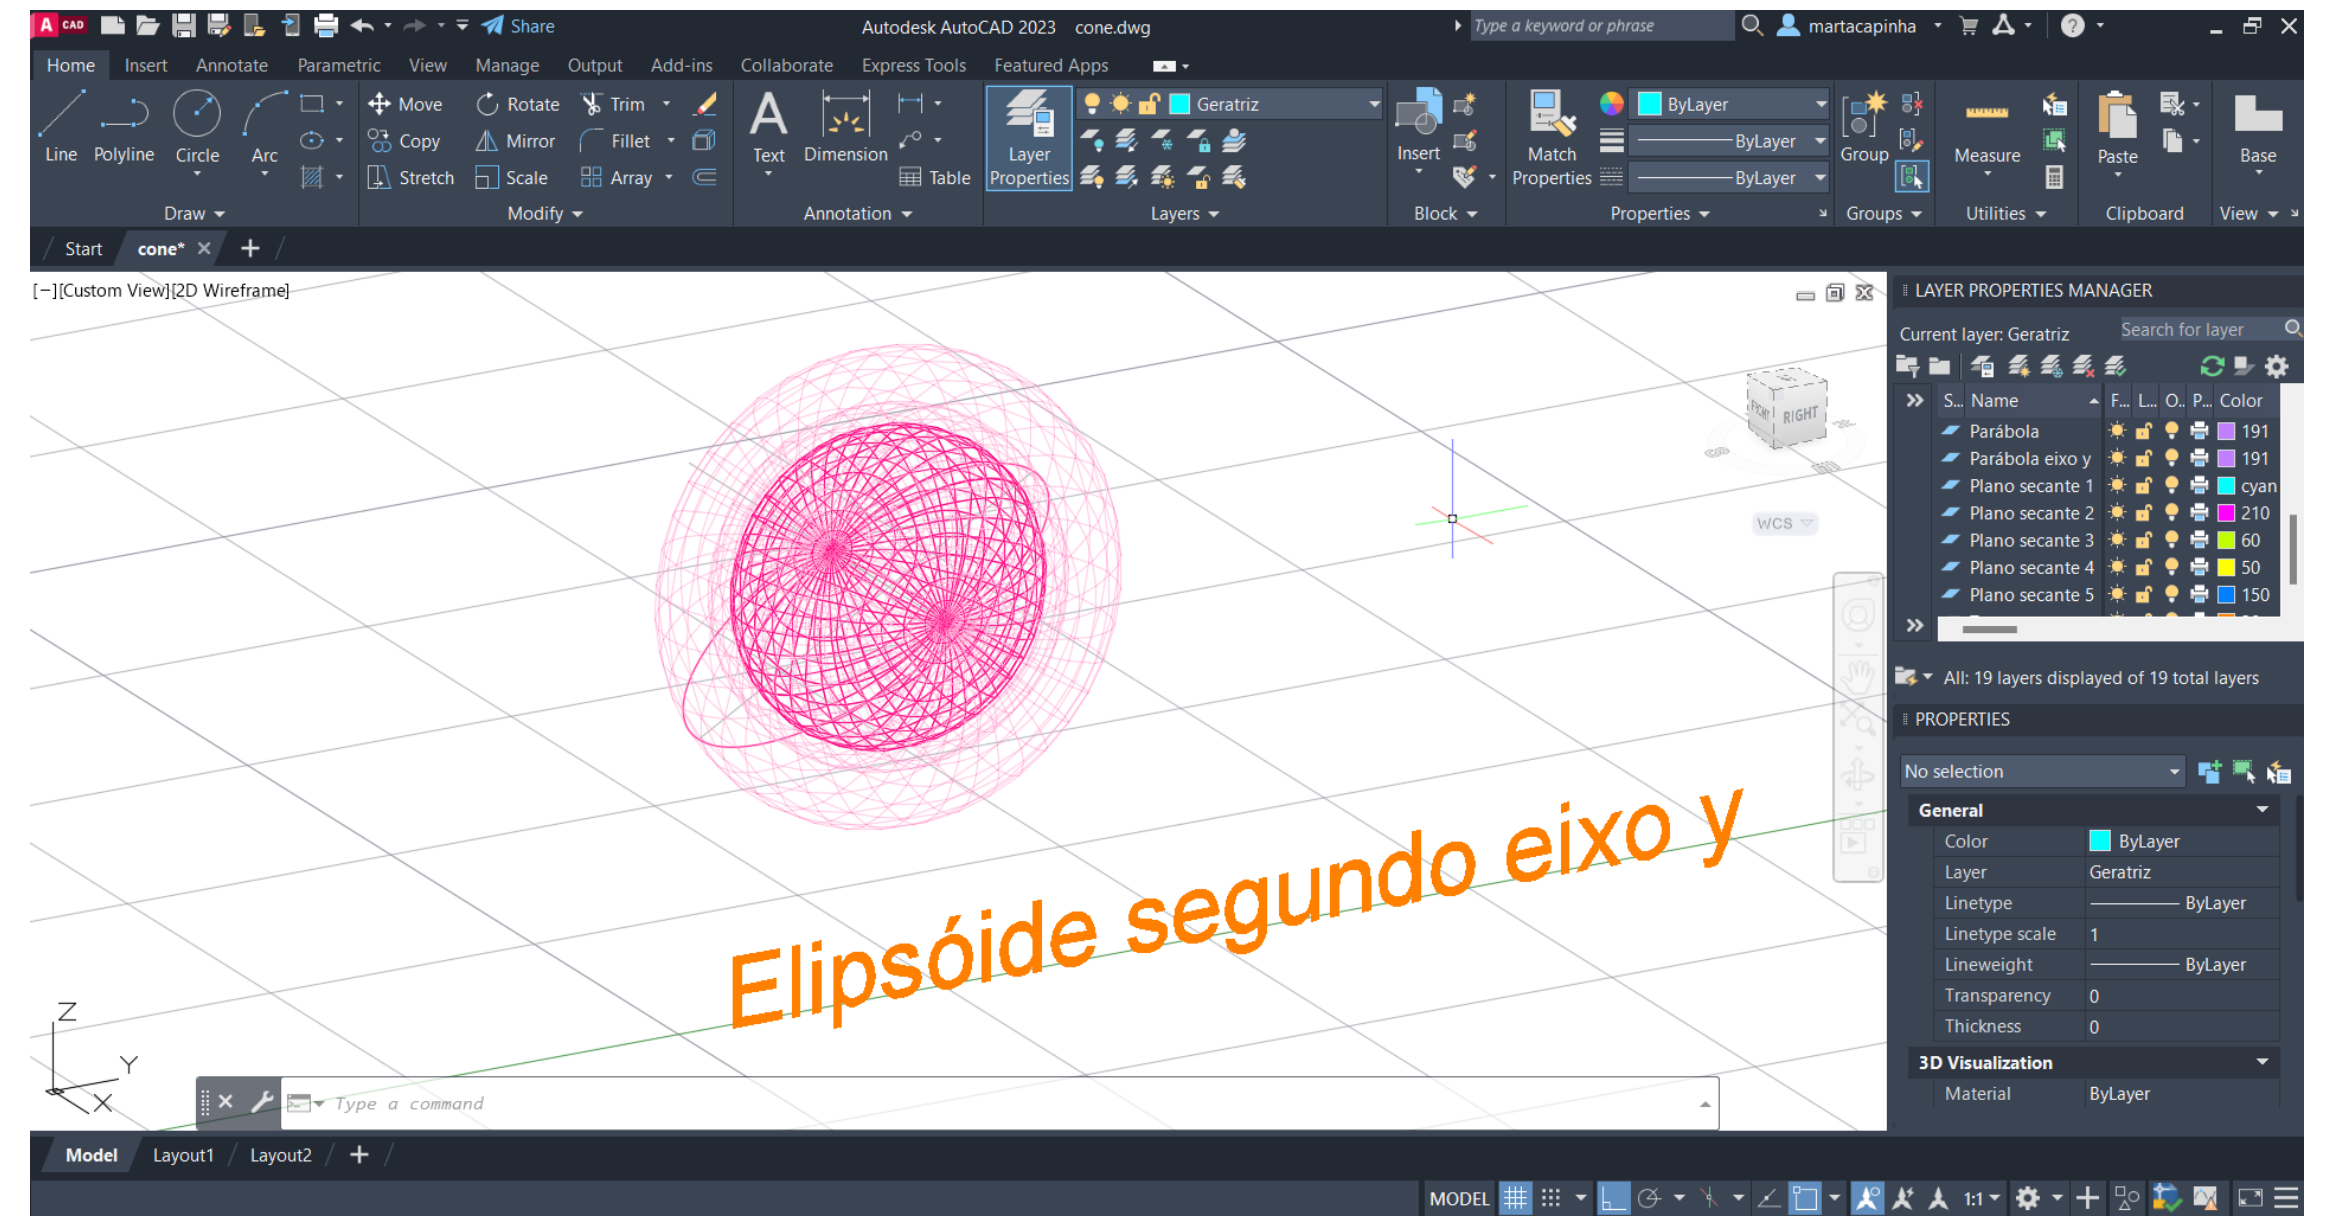 A CAD Share Autodesk AutoCAD 2023 cone.dwg Type a keyword or phrase martacapinha
Home Insert Annotate Parametric View Manage Output Add-ins Collaborate Express Tools Featured Apps
Line Polyline Circle Arc
Draw
Move Rotate Trim
Copy Mirror Fillet
Stretch Scale Array
Modify
Text Dimension Table
Annotation
Layer Properties
Geratriz
Layers
Insert
Block
Match Properties
ByLayer
ByLayer
ByLayer
Properties
Group
Groups
Measure
Utilities
Paste
Clipboard
Base
View
Start cone*
[−][Custom View][2D Wireframe]
RIGHT
WCS
Elipsóide segundo eixo y
Z
Y
X
Type a command
LAYER PROPERTIES MANAGER
Current layer: Geratriz Search for layer
S... Name F... L... O.. P... Color
Parábola 191
Parábola eixo y 191
Plano secante 1 cyan
Plano secante 2 210
Plano secante 3 60
Plano secante 4 50
Plano secante 5 150
All: 19 layers displayed of 19 total layers
PROPERTIES
No selection
General
Color ByLayer
Layer Geratriz
Linetype ByLayer
Linetype scale 1
Lineweight ByLayer
Transparency 0
Thickness 0
3D Visualization
Material ByLayer
Model Layout1 Layout2
MODEL 1:1